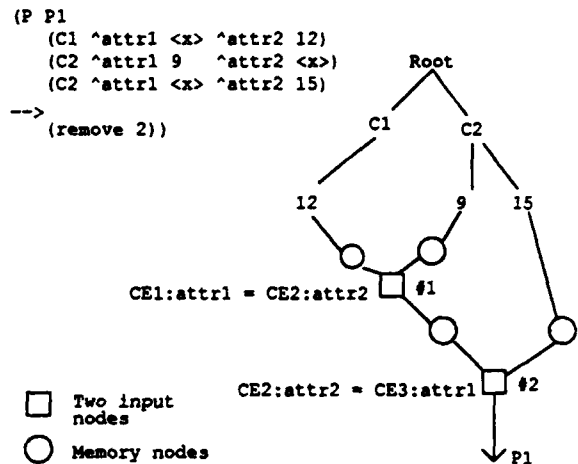 (P P1
(C1 ^attr1 <x> ^attr2 12)
(C2 ^attr1 9 ^attr2 <x>)
(C2 ^attr1 <x> ^attr2 15)
-->
(remove 2))
Root
C1
C2
12
9
15
CE1:attr1 = CE2:attr2
#1
CE2:attr2 = CE3:attr1
#2
Two input
nodes
Memory nodes
P1